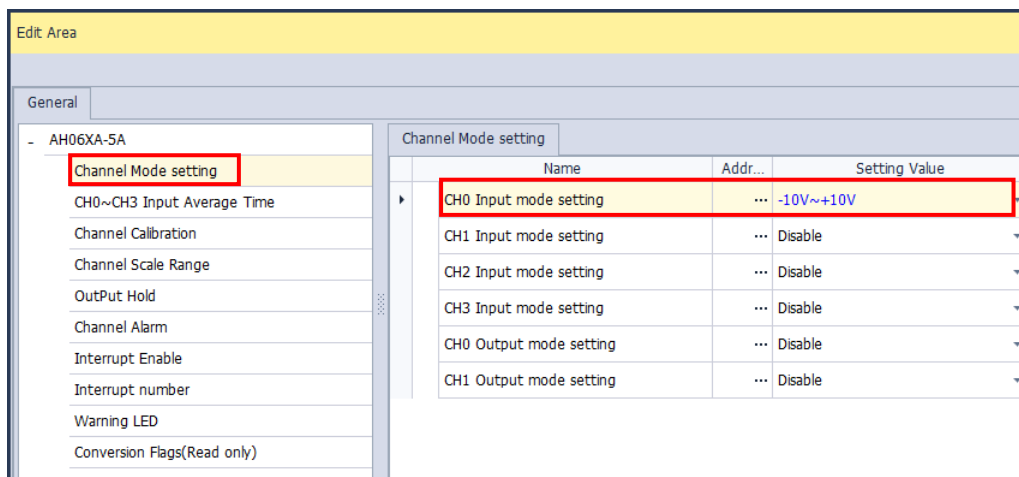 Edit Area
General
- AH06XA-5A
Channel Mode setting
CH0~CH3 Input Average Time
Channel Calibration
Channel Scale Range
OutPut Hold
Channel Alarm
Interrupt Enable
Interrupt number
Warning LED
Conversion Flags(Read only)
Channel Mode setting
Name Addr... Setting Value
CH0 Input mode setting ... -10V~+10V
CH1 Input mode setting ... Disable
CH2 Input mode setting ... Disable
CH3 Input mode setting ... Disable
CH0 Output mode setting ... Disable
CH1 Output mode setting ... Disable